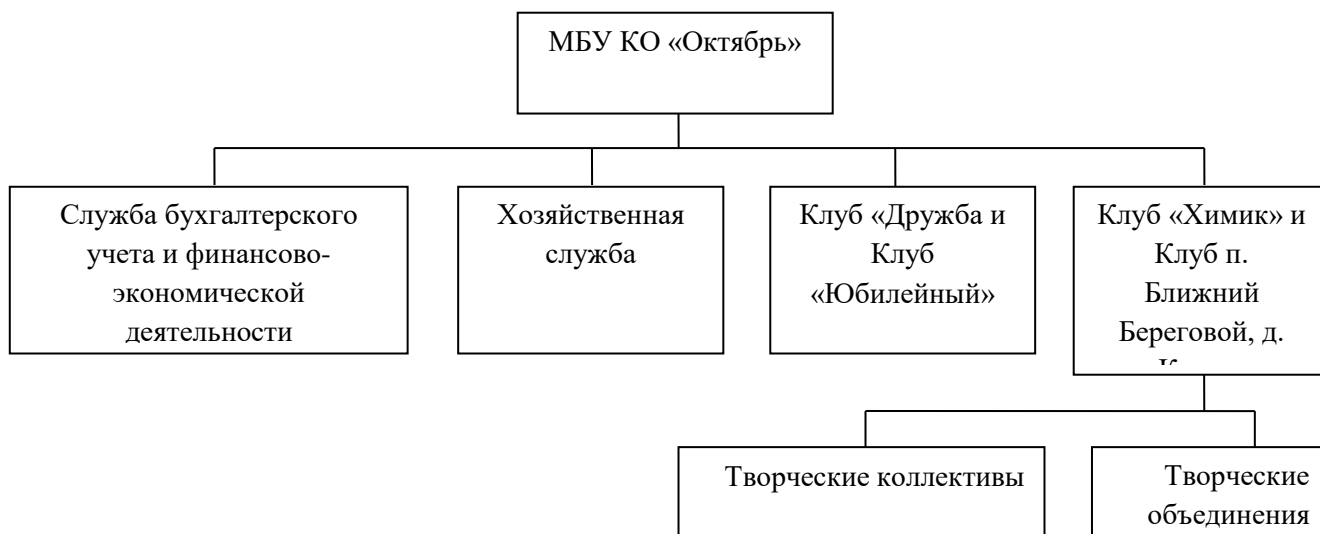 МБУ КО «Октябрь»
Служба бухгалтерского
учета и финансово-
экономической
деятельности
Хозяйственная
служба
Клуб «Дружба и
Клуб
«Юбилейный»
Клуб «Химик» и
Клуб п.
Ближний
Береговой, д.
Творческие коллективы
Творческие
объединения